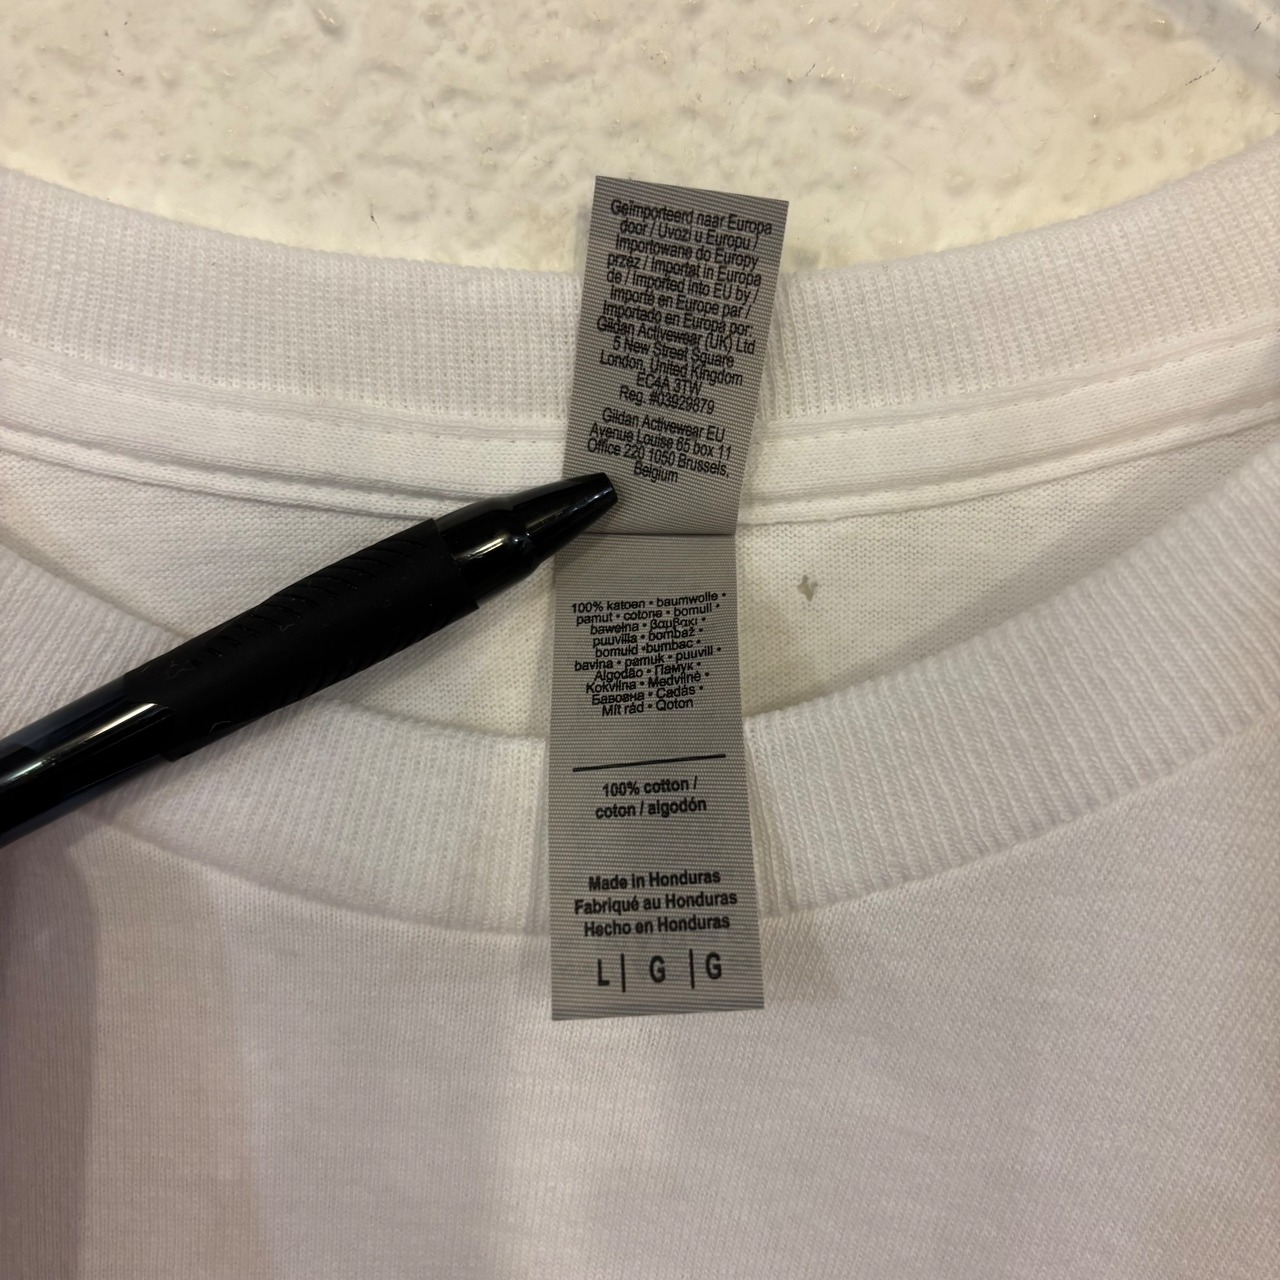 Geïmporteerd naar Europa
door / Uvozi u Europu /
Importowane do Europy
przez / Importat in Europa
de / Imported into EU by /
Importé en Europe par /
Importado en Europa por:
Gildan Activewear (UK) Ltd
5 New Street Square
London, United Kingdom
EC4A 3TW
Reg. #03929879
Gildan Activewear EU
Avenue Louise 65 box 11
Office 220 1050 Brussels,
Belgium
100% katoen • baumwolle •
pamut • cotone • bomull •
bawełna • βαμβακι •
puuvilla • bombaž •
bomuld •bumbac •
bavlna • pamuk • puuvill •
Algodão • Памук •
Kokvilna • Medvilnė •
Бавовна • Cadás •
Mít rád • Qoton
100% cotton /
coton / algodón
Made in Honduras
Fabriqué au Honduras
Hecho en Honduras
L | G | G